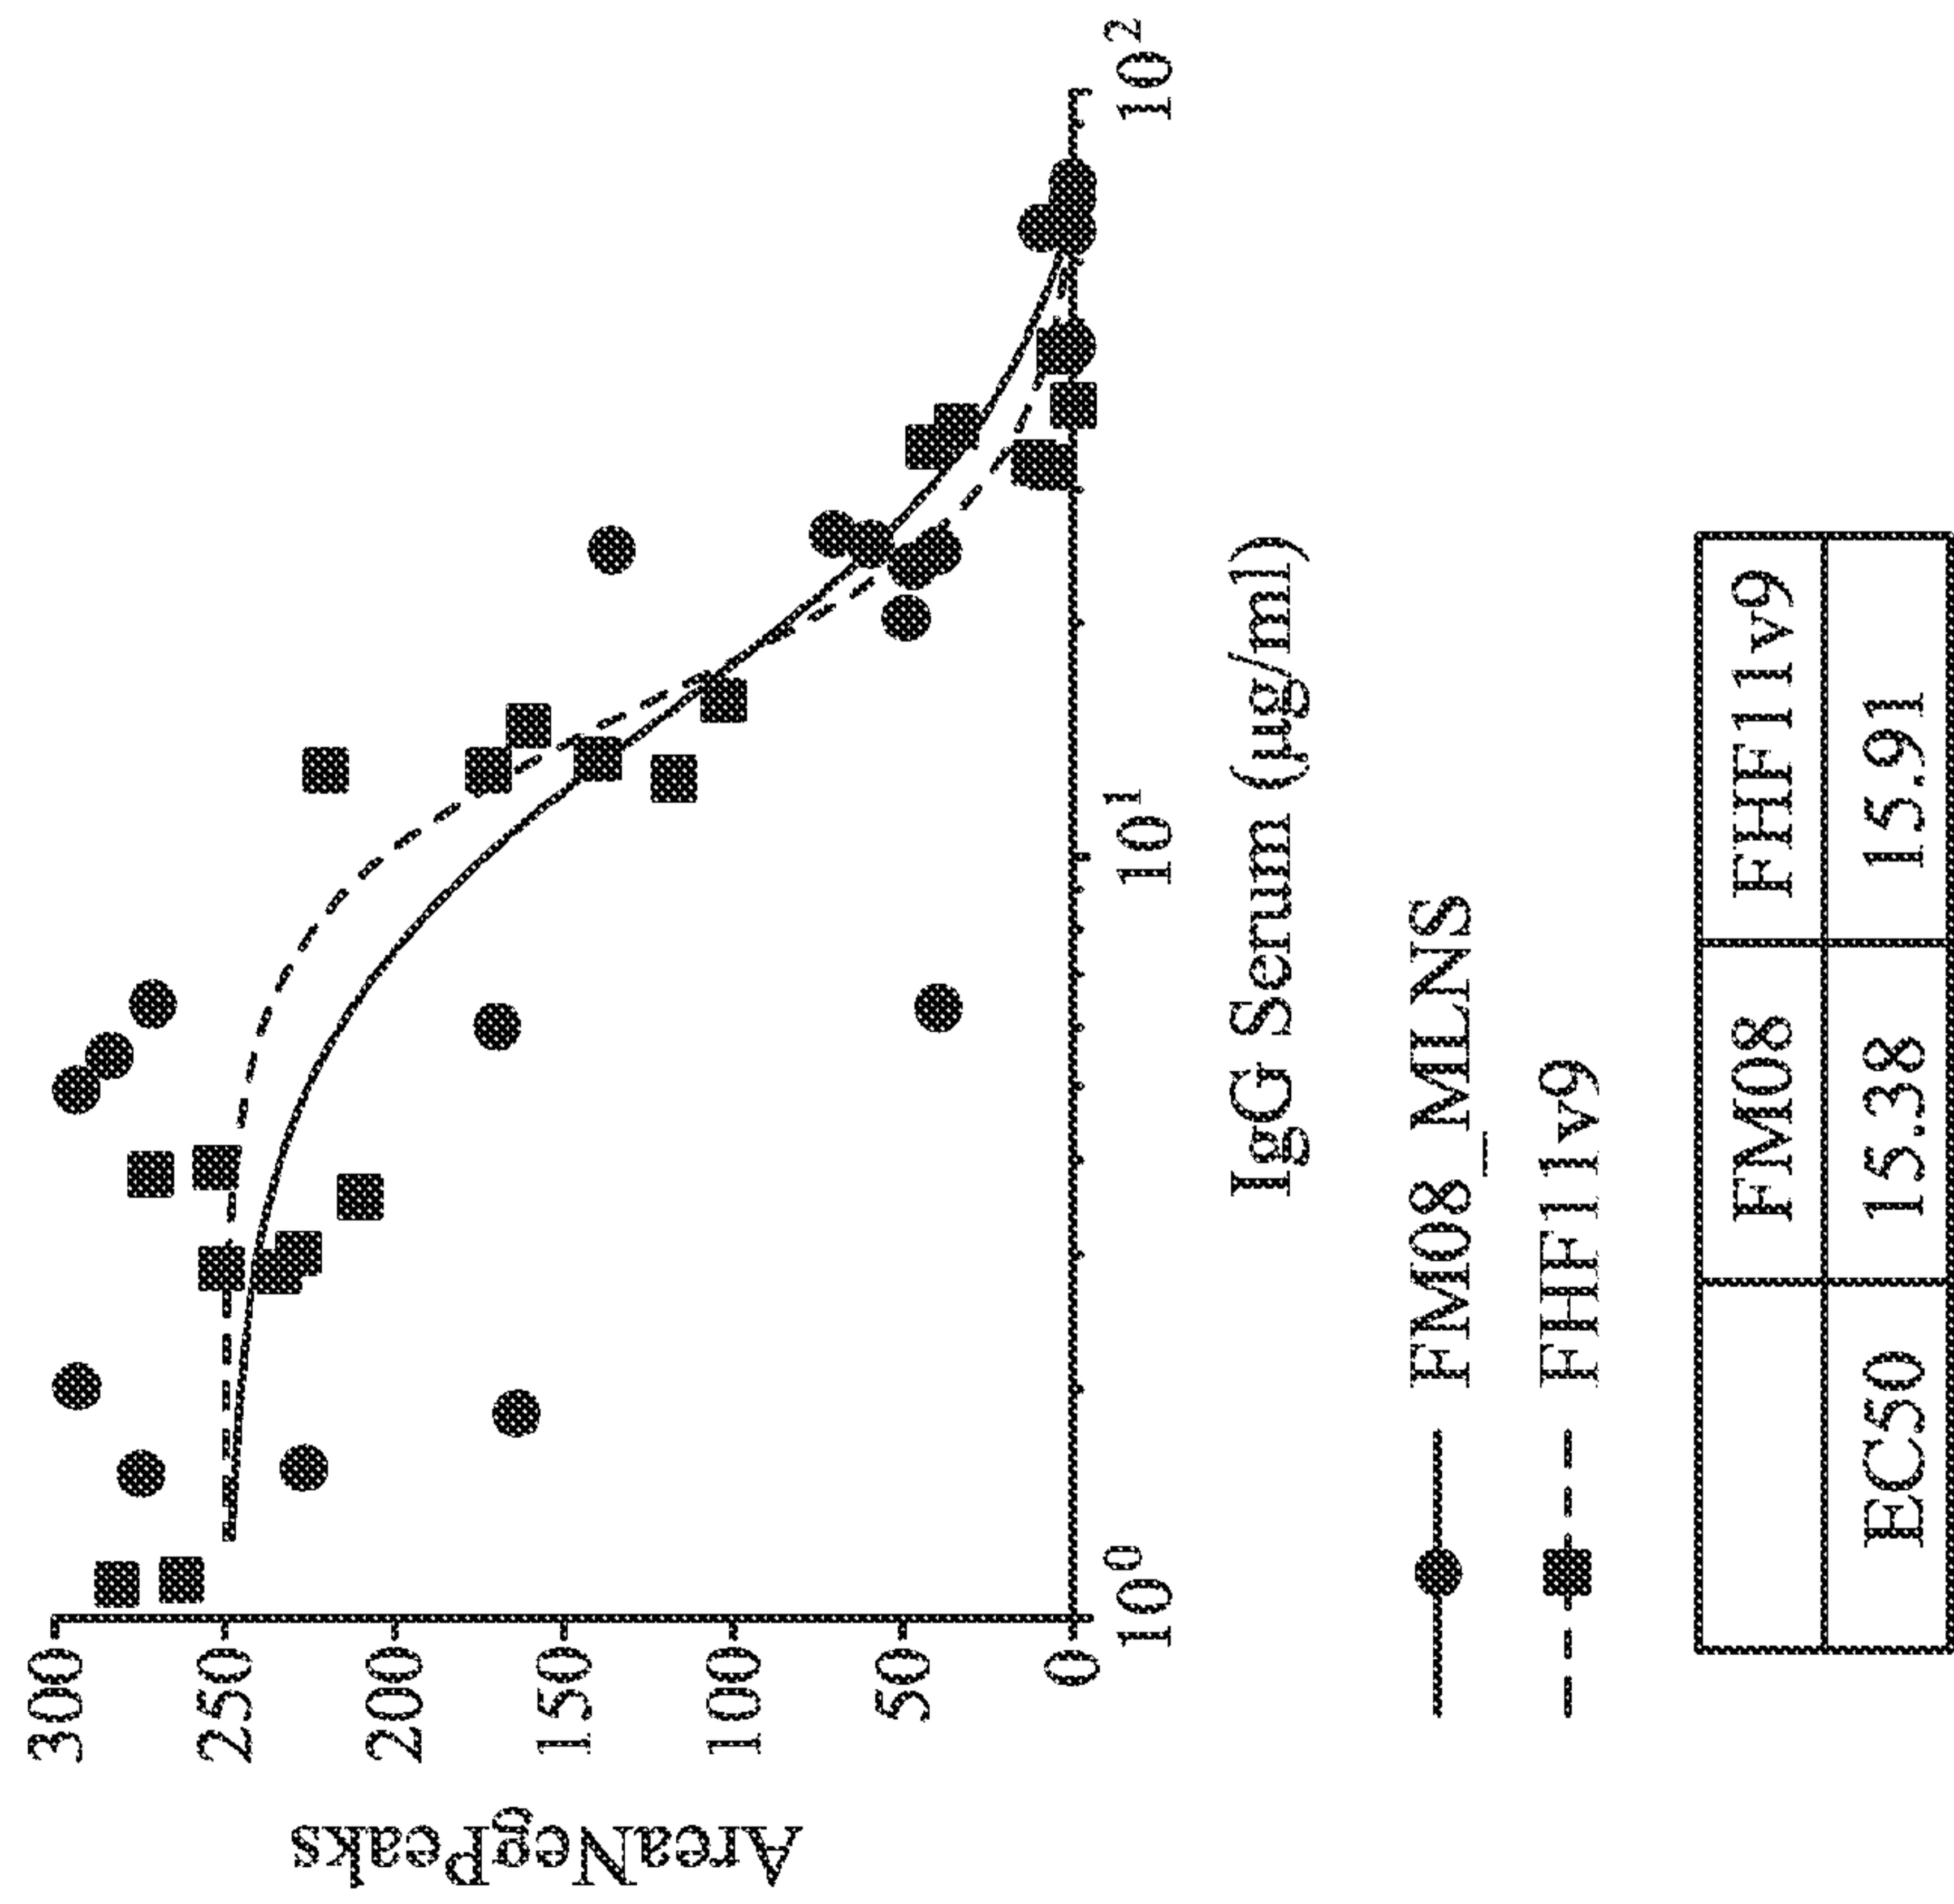 AreaNegPeaks
300
250
200
150
100
50
0
10⁰ 10¹ 10²
IgG Serum (µg/ml)
FM08_MLNS
FHF11v9
FM08 FHF11v9
EC50 15.38 15.91